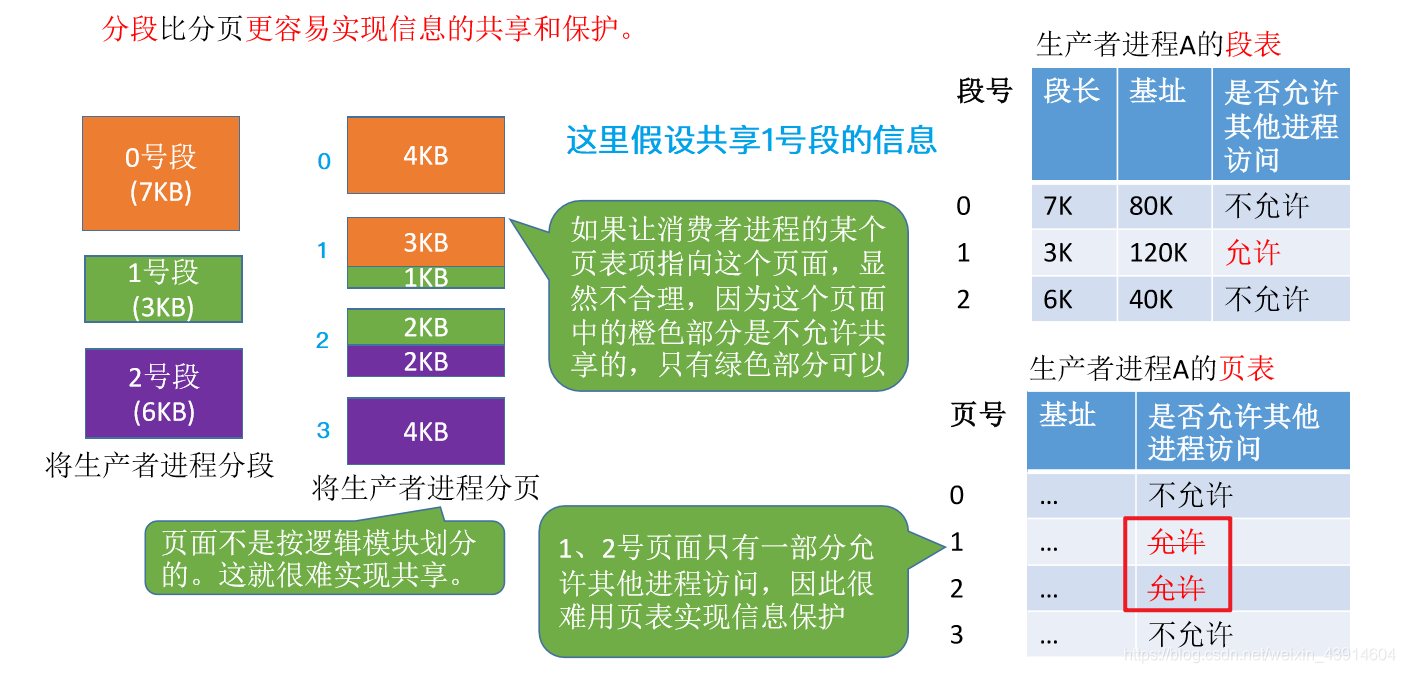 分段比分页更容易实现信息的共享和保护。
0号段
(7KB)
1号段
(3KB)
2号段
(6KB)
将生产者进程分段
0
4KB
1
3KB
1KB
2
2KB
2KB
3
4KB
将生产者进程分页
页面不是按逻辑模块划分
的。这就很难实现共享。
这里假设共享1号段的信息
如果让消费者进程的某个
页表项指向这个页面，显
然不合理，因为这个页面
中的橙色部分是不允许共
享的，只有绿色部分可以
1、2号页面只有一部分允
许其他进程访问，因此很
难用页表实现信息保护
生产者进程A的段表
段号 段长 基址 是否允许
其他进程
访问
0 7K 80K 不允许
1 3K 120K 允许
2 6K 40K 不允许
生产者进程A的页表
页号 基址 是否允许其他
进程访问
0 ... 不允许
1 ... 允许
2 ... 允许
3 ... 不允许
https://blog.csdn.net/weixin_43914604